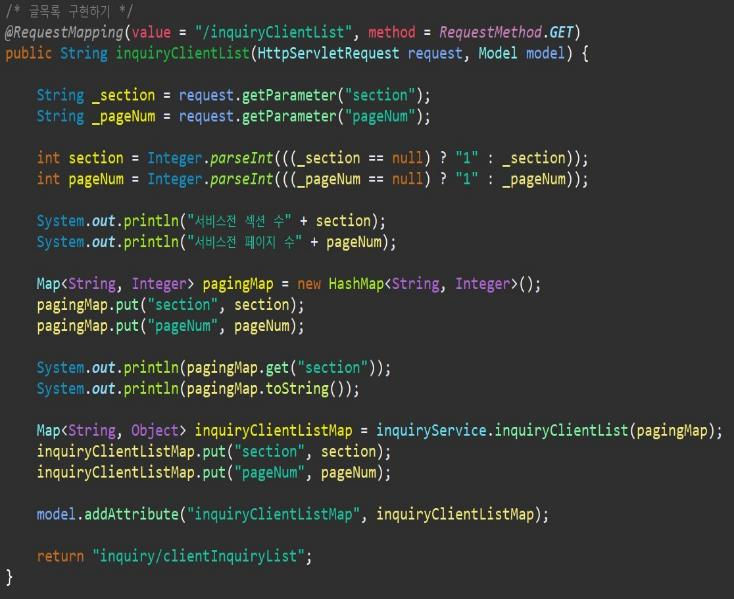 /* 글목록 구현하기 */
@RequestMapping(value = "/inquiryClientList", method = RequestMethod.GET)
public String inquiryClientList(HttpServletRequest request, Model model) {
String _section = request.getParameter("section");
String _pageNum = request.getParameter("pageNum");
int section = Integer.parseInt(((_section == null) ? "1" : _section));
int pageNum = Integer.parseInt(((_pageNum == null) ? "1" : _pageNum));
System.out.println("서비스전 섹션 수" + section);
System.out.println("서비스전 페이지 수" + pageNum);
Map<String, Integer> pagingMap = new HashMap<String, Integer>();
pagingMap.put("section", section);
pagingMap.put("pageNum", pageNum);
System.out.println(pagingMap.get("section"));
System.out.println(pagingMap.toString());
Map<String, Object> inquiryClientListMap = inquiryService.inquiryClientList(pagingMap);
inquiryClientListMap.put("section", section);
inquiryClientListMap.put("pageNum", pageNum);
model.addAttribute("inquiryClientListMap", inquiryClientListMap);
return "inquiry/clientInquiryList";
}